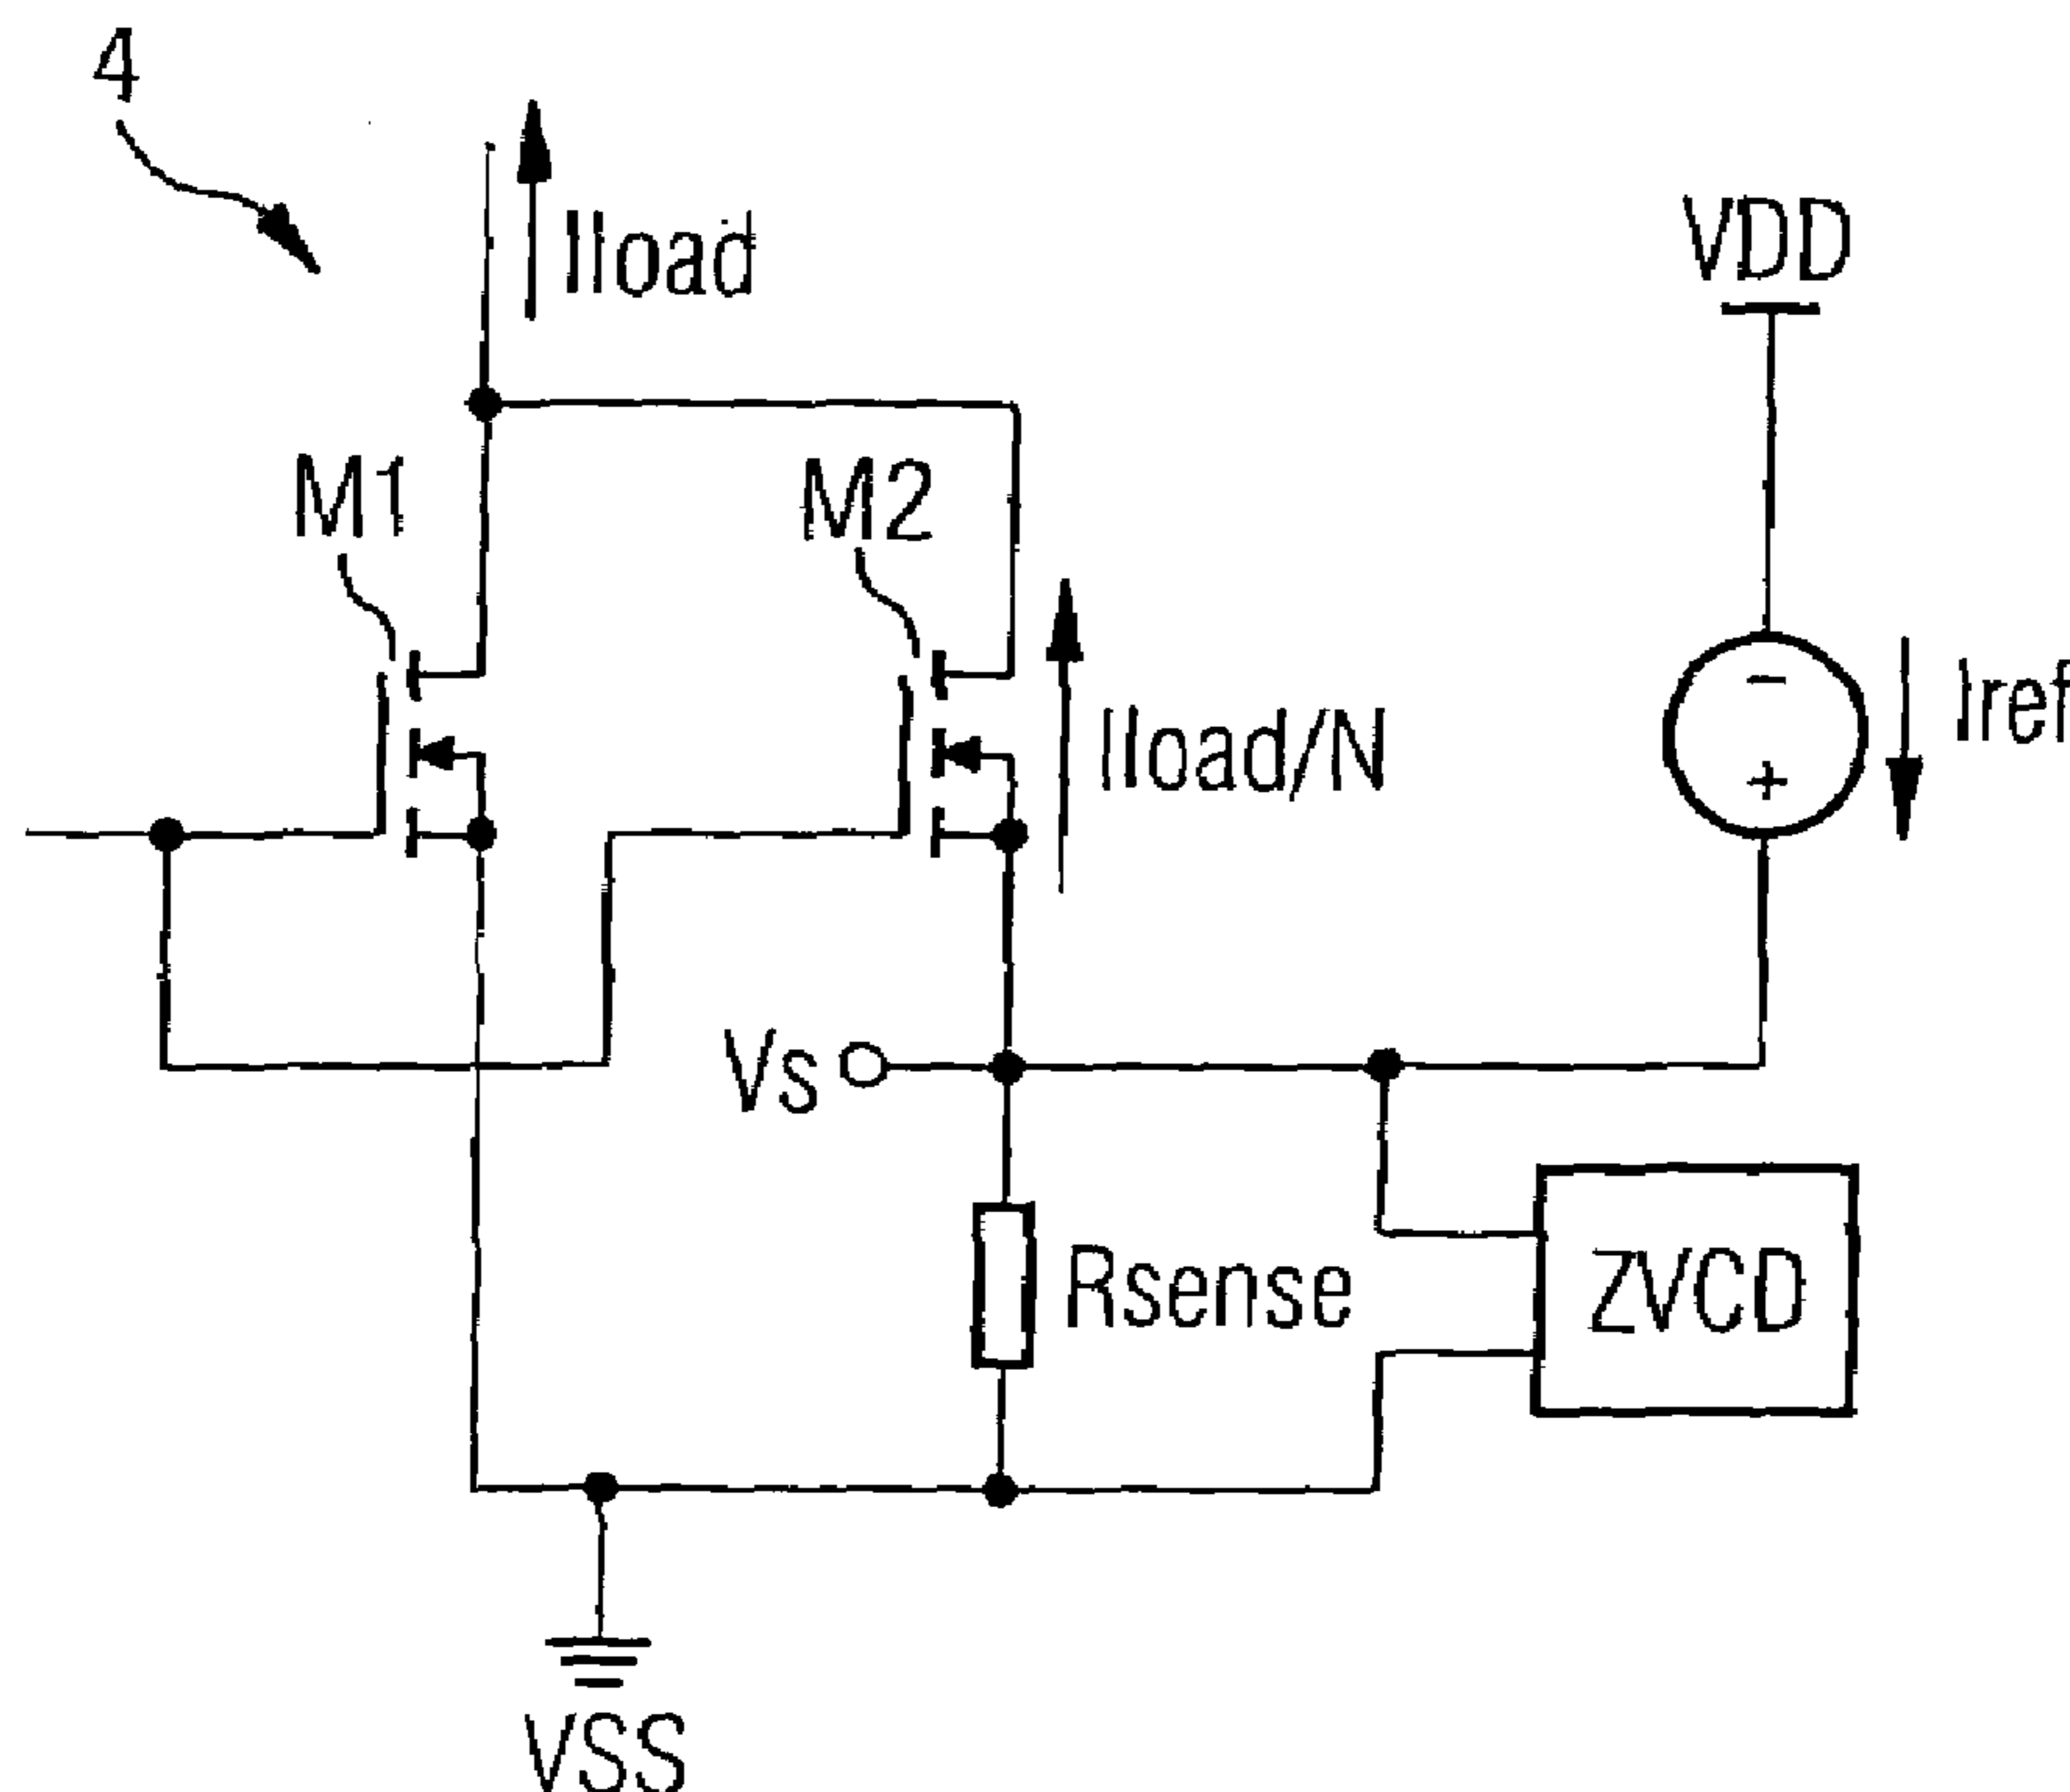 4
Iload
VDD
M1
M2
Iload/N
Iref
−
+
Vs
Rsense
ZVCD
VSS